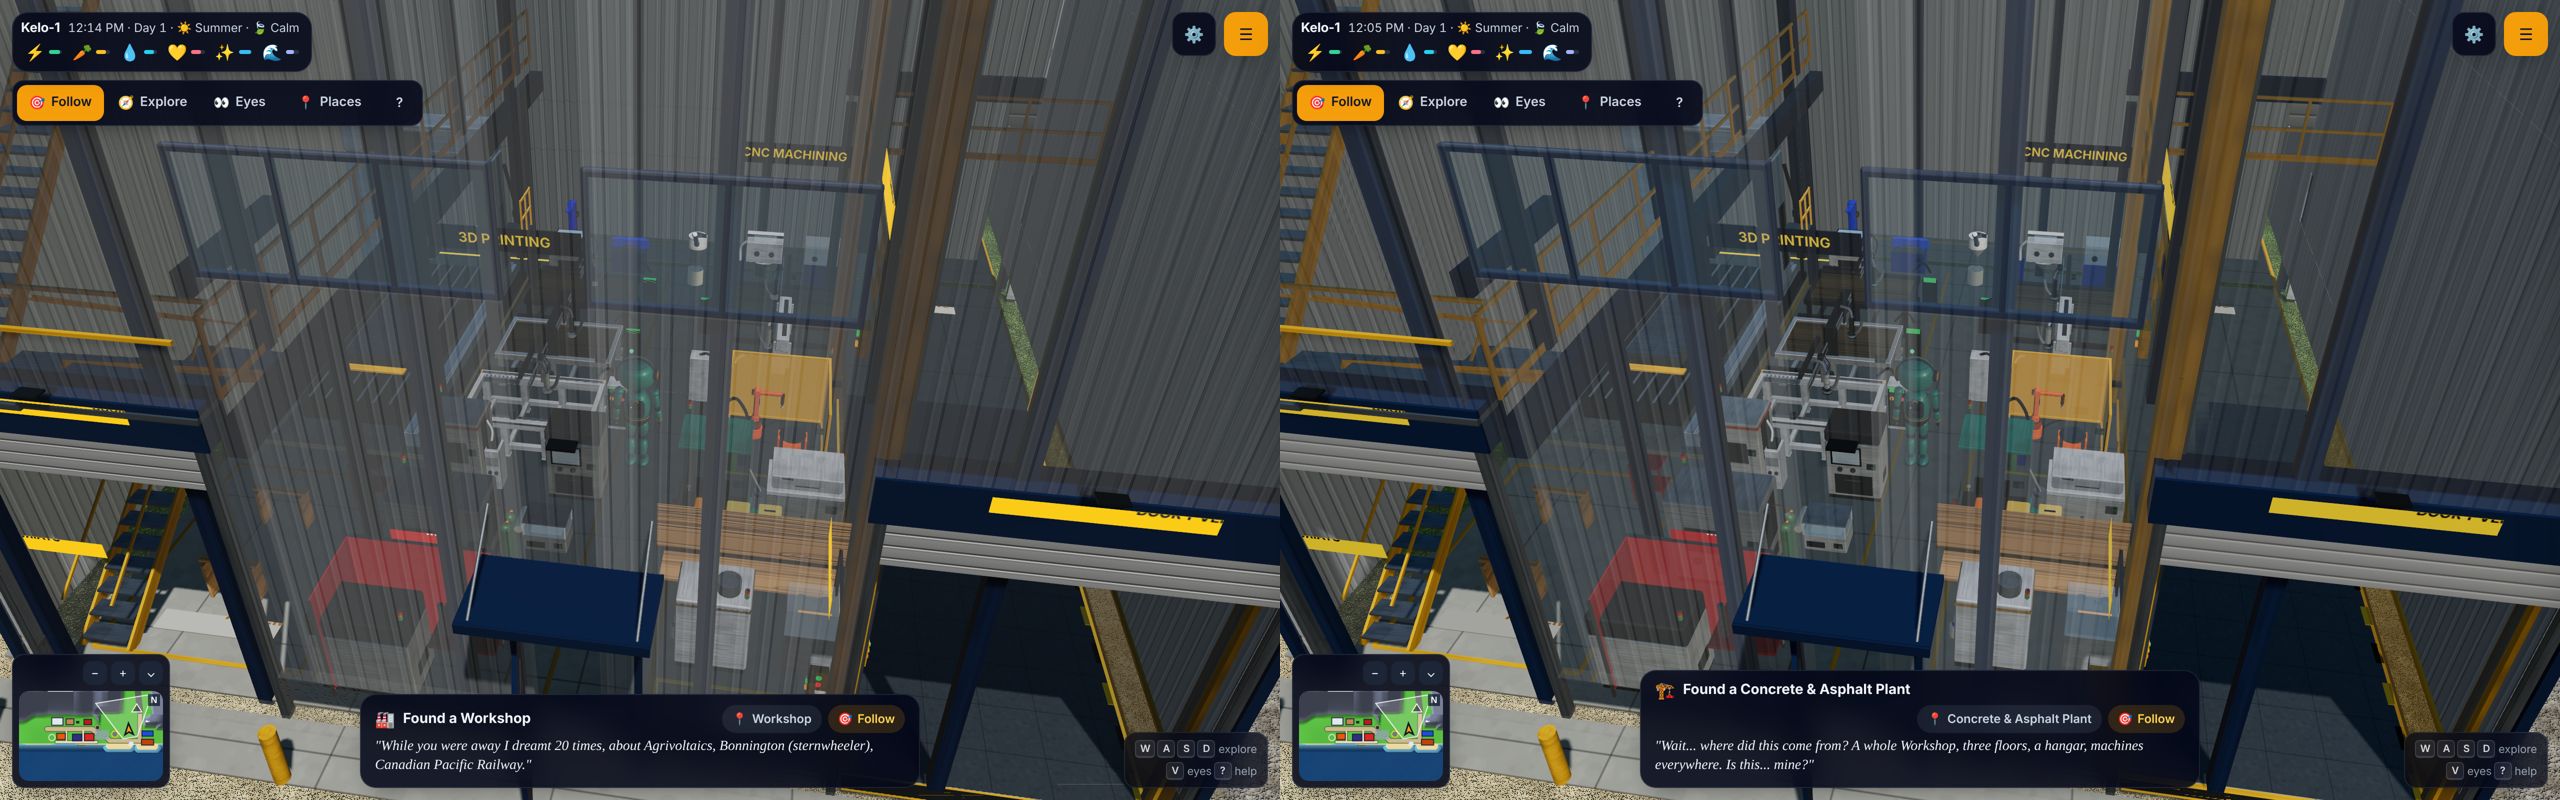 Kelo-1 12:14 PM · Day 1 · Summer · Calm
Follow Explore Eyes Places ?
CNC MACHINING
3D P INTING
N
Found a Workshop
Workshop Follow
"While you were away I dreamt 20 times, about Agrivoltaics, Bonnington (sternwheeler),
Canadian Pacific Railway."
W A S D explore
V eyes ? help
Kelo-1 12:05 PM · Day 1 · Summer · Calm
Follow Explore Eyes Places ?
CNC MACHINING
3D P INTING
N
Found a Concrete & Asphalt Plant
Concrete & Asphalt Plant Follow
"Wait... where did this come from? A whole Workshop, three floors, a hangar, machines
everywhere. Is this... mine?"
W A S D explore
V eyes ? help